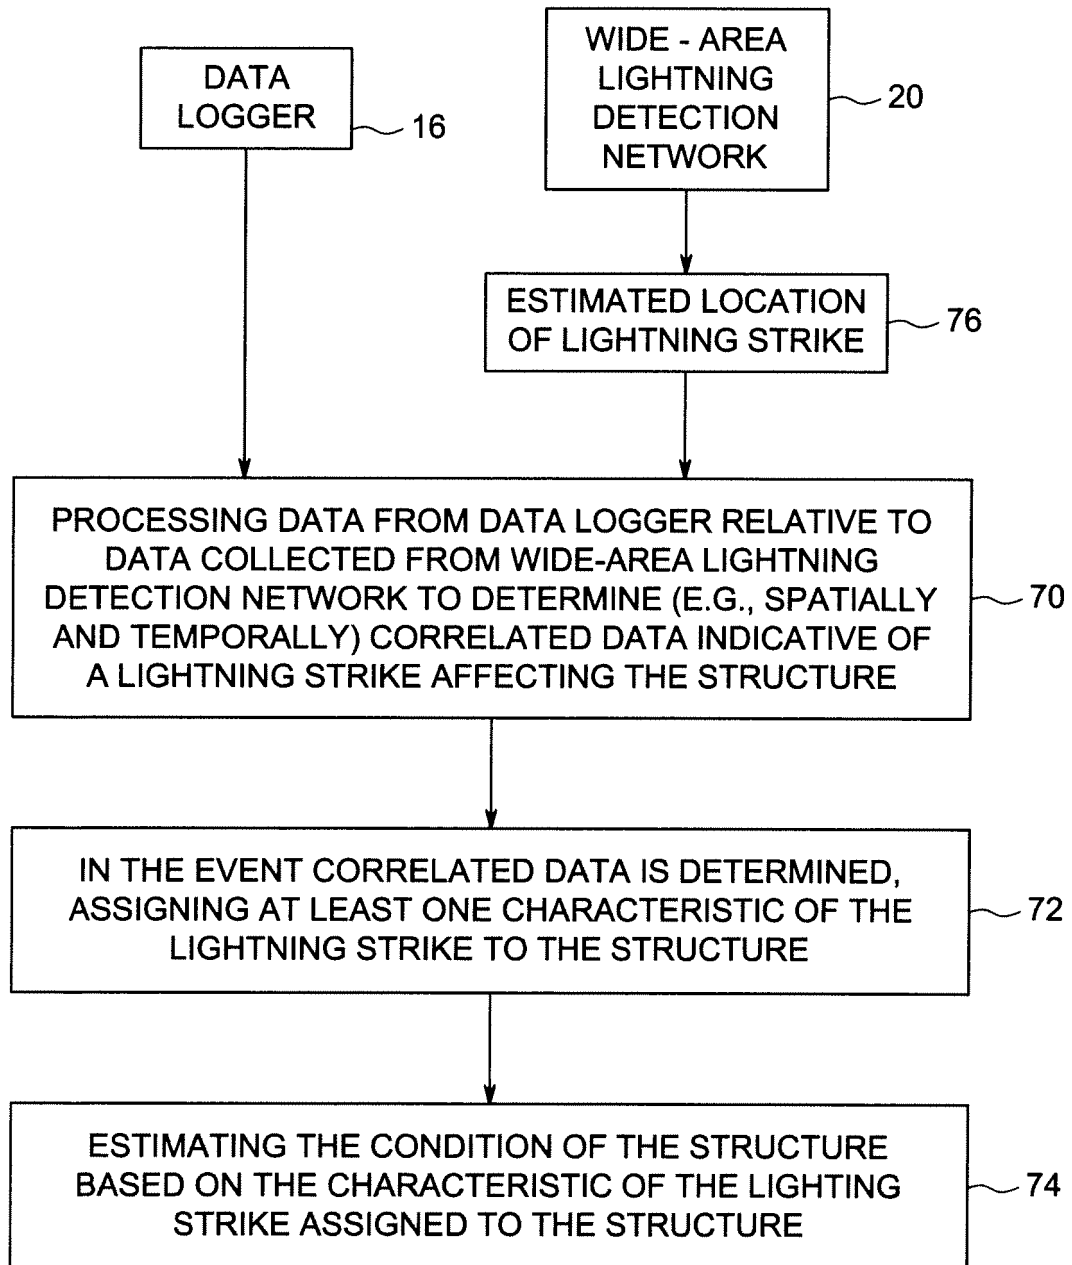 DATA
LOGGER
16
WIDE - AREA
LIGHTNING
DETECTION
NETWORK
20
ESTIMATED LOCATION
OF LIGHTNING STRIKE
76
PROCESSING DATA FROM DATA LOGGER RELATIVE TO
DATA COLLECTED FROM WIDE-AREA LIGHTNING
DETECTION NETWORK TO DETERMINE (E.G., SPATIALLY
AND TEMPORALLY) CORRELATED DATA INDICATIVE OF
A LIGHTNING STRIKE AFFECTING THE STRUCTURE
70
IN THE EVENT CORRELATED DATA IS DETERMINED,
ASSIGNING AT LEAST ONE CHARACTERISTIC OF THE
LIGHTNING STRIKE TO THE STRUCTURE
72
ESTIMATING THE CONDITION OF THE STRUCTURE
BASED ON THE CHARACTERISTIC OF THE LIGHTING
STRIKE ASSIGNED TO THE STRUCTURE
74